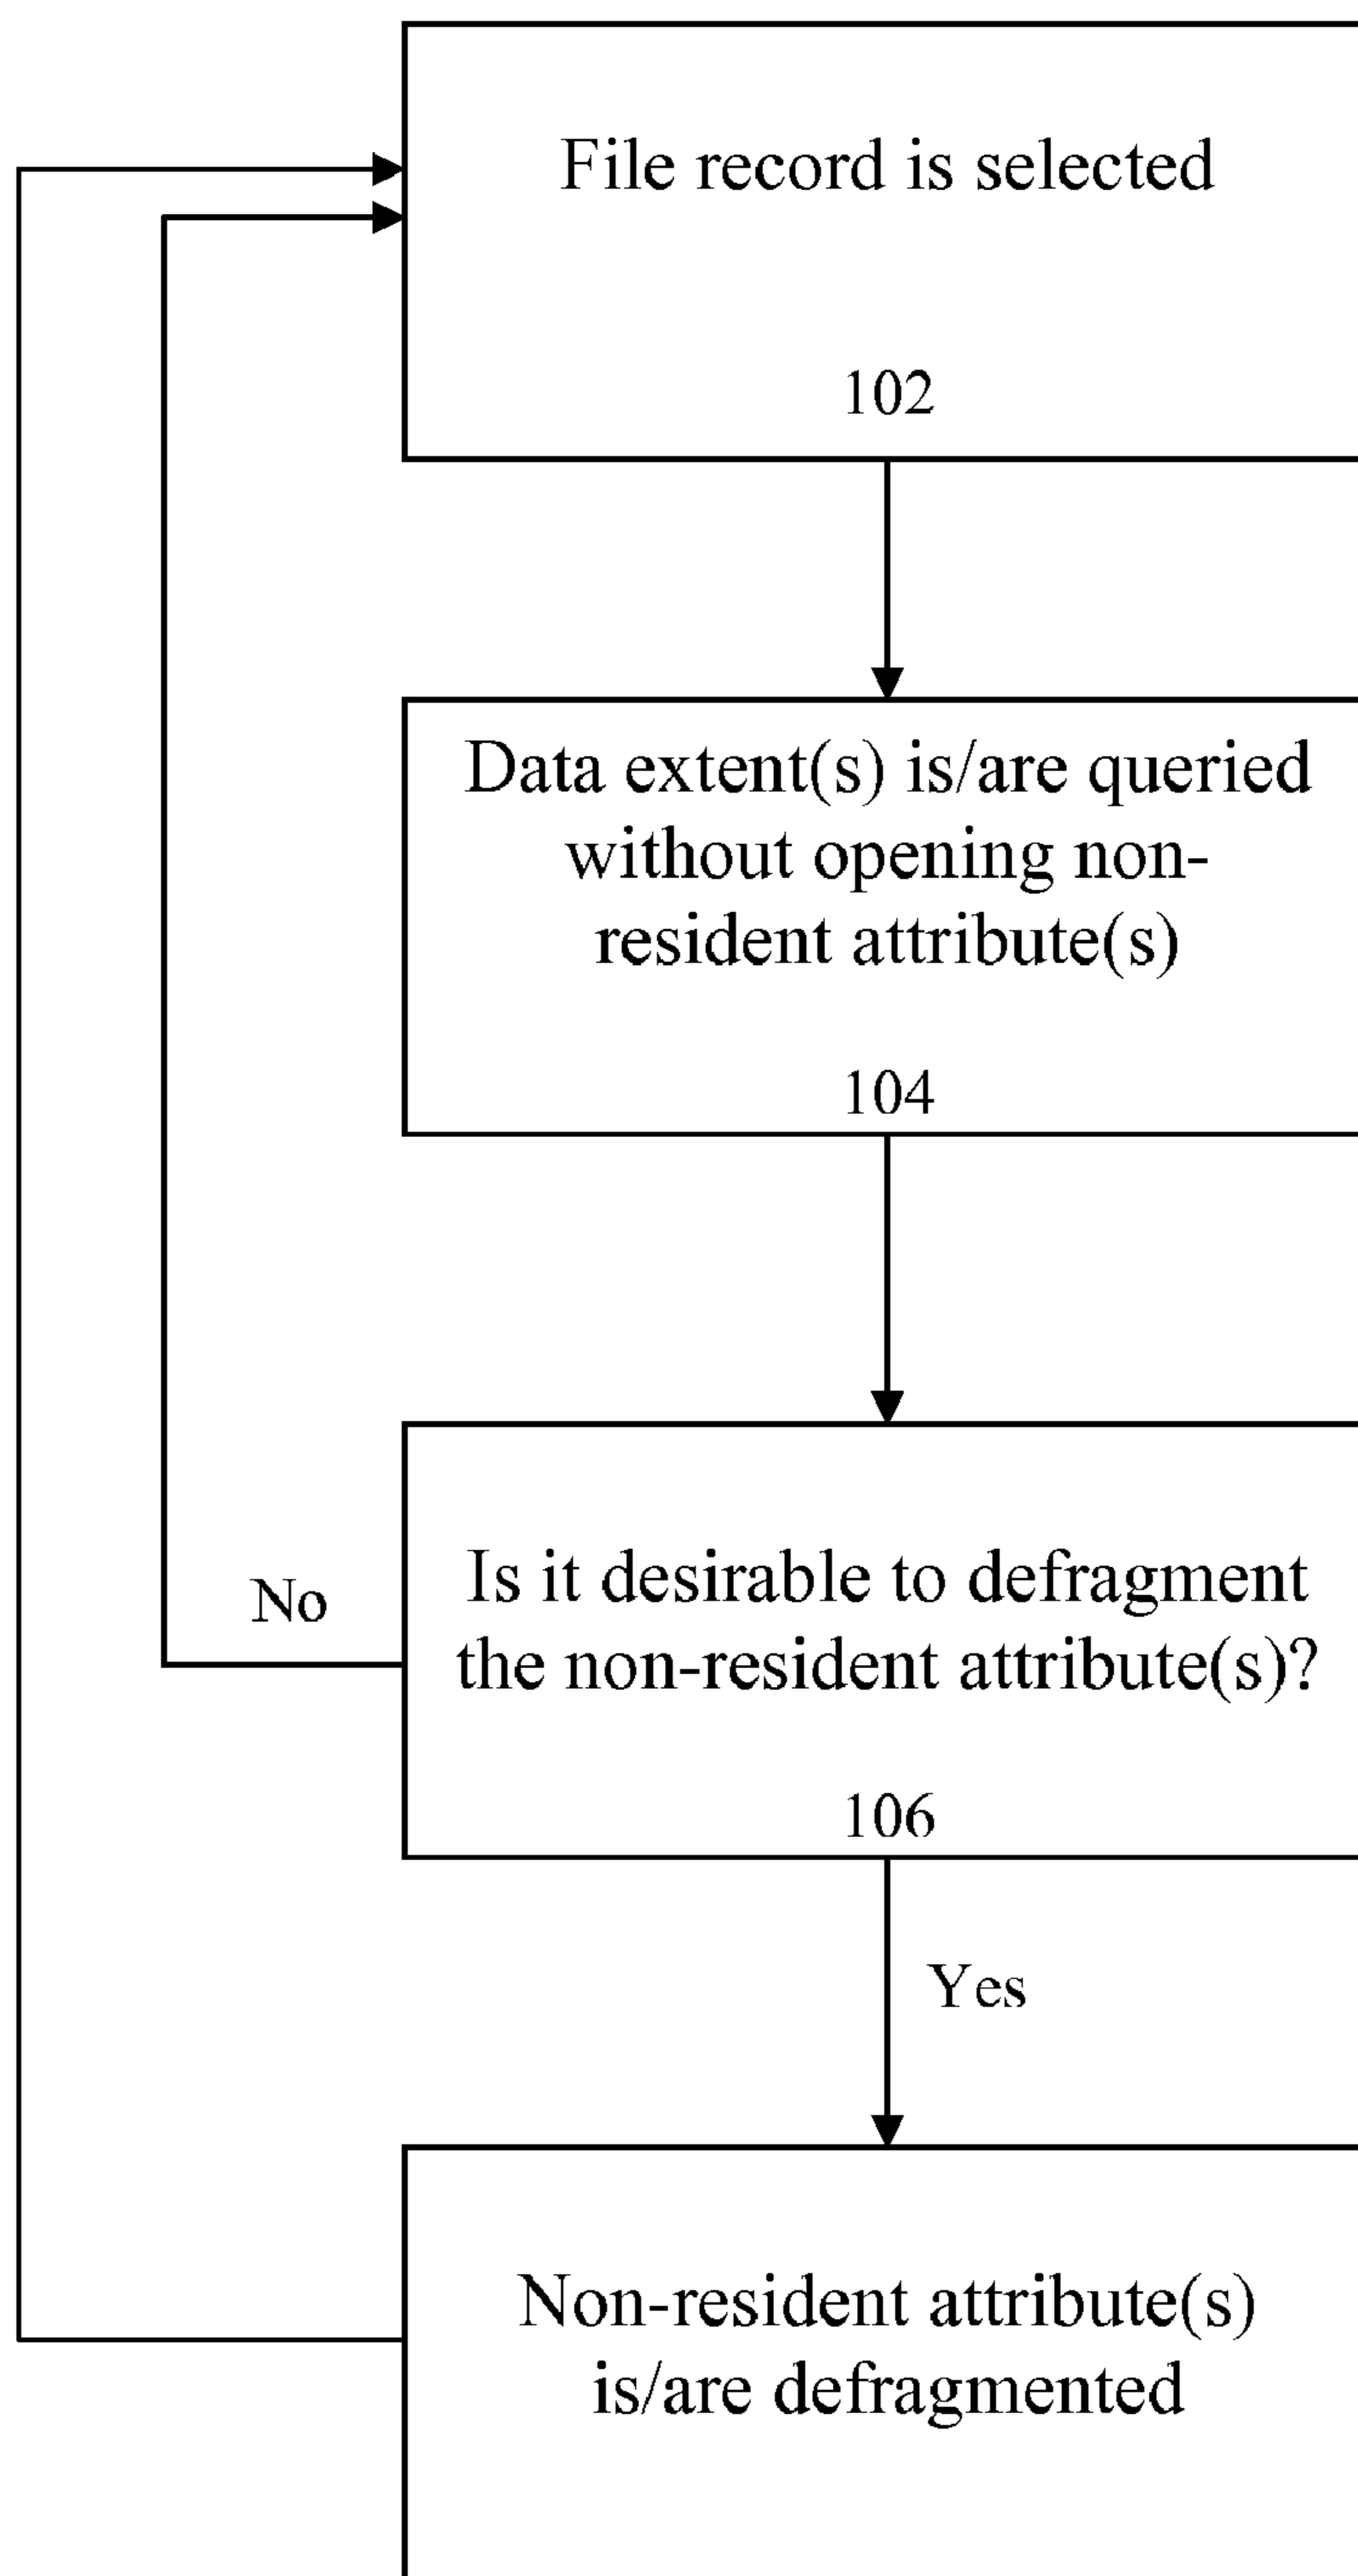 File record is selected
102
Data extent(s) is/are queried
without opening non-
resident attribute(s)
104
Is it desirable to defragment
the non-resident attribute(s)?
No
106
Yes
Non-resident attribute(s)
is/are defragmented